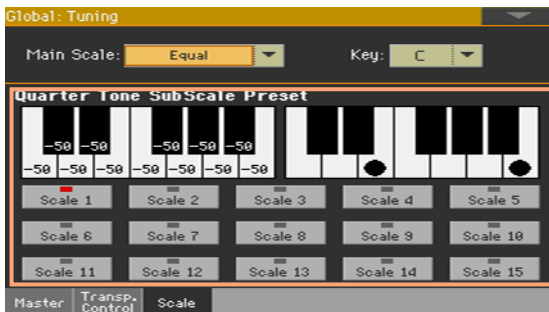 Global: Tuning
Main Scale: Equal Key: C
Quarter Tone SubScale Preset
-50 -50 -50 -50 -50
-50 -50 -50 -50 -50 -50 -50
Scale 1 Scale 2 Scale 3 Scale 4 Scale 5
Scale 6 Scale 7 Scale 8 Scale 9 Scale 10
Scale 11 Scale 12 Scale 13 Scale 14 Scale 15
Master Transp. Control Scale